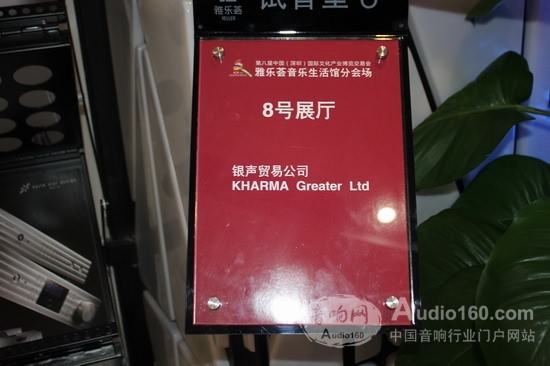 雅乐荟
试音室 8
第八届中国（深圳）国际文化产业博览交易会
雅乐荟音乐生活馆分会场
8号展厅
银声贸易公司
KHARMA Greater Ltd
音响网
Audio160
Audio160.com
中国音响行业门户网站